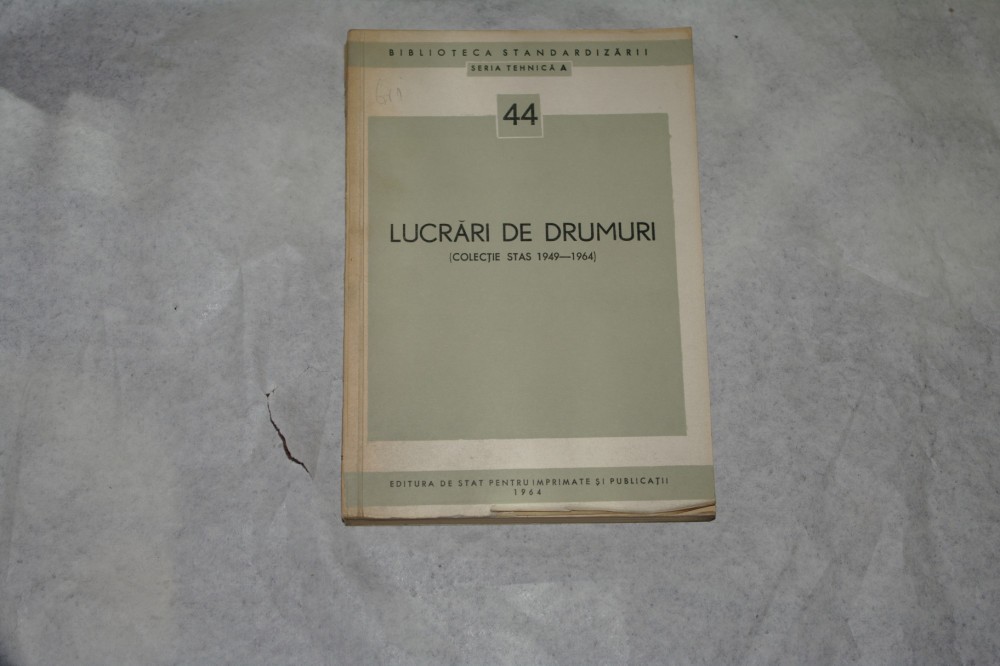 BIBLIOTECA STANDARDIZĂRII
SERIA TEHNICĂ A
44
LUCRĂRI DE DRUMURI
(COLECȚIE STAS 1949—1964)
EDITURA DE STAT PENTRU IMPRIMATE ȘI PUBLICAȚII
1964